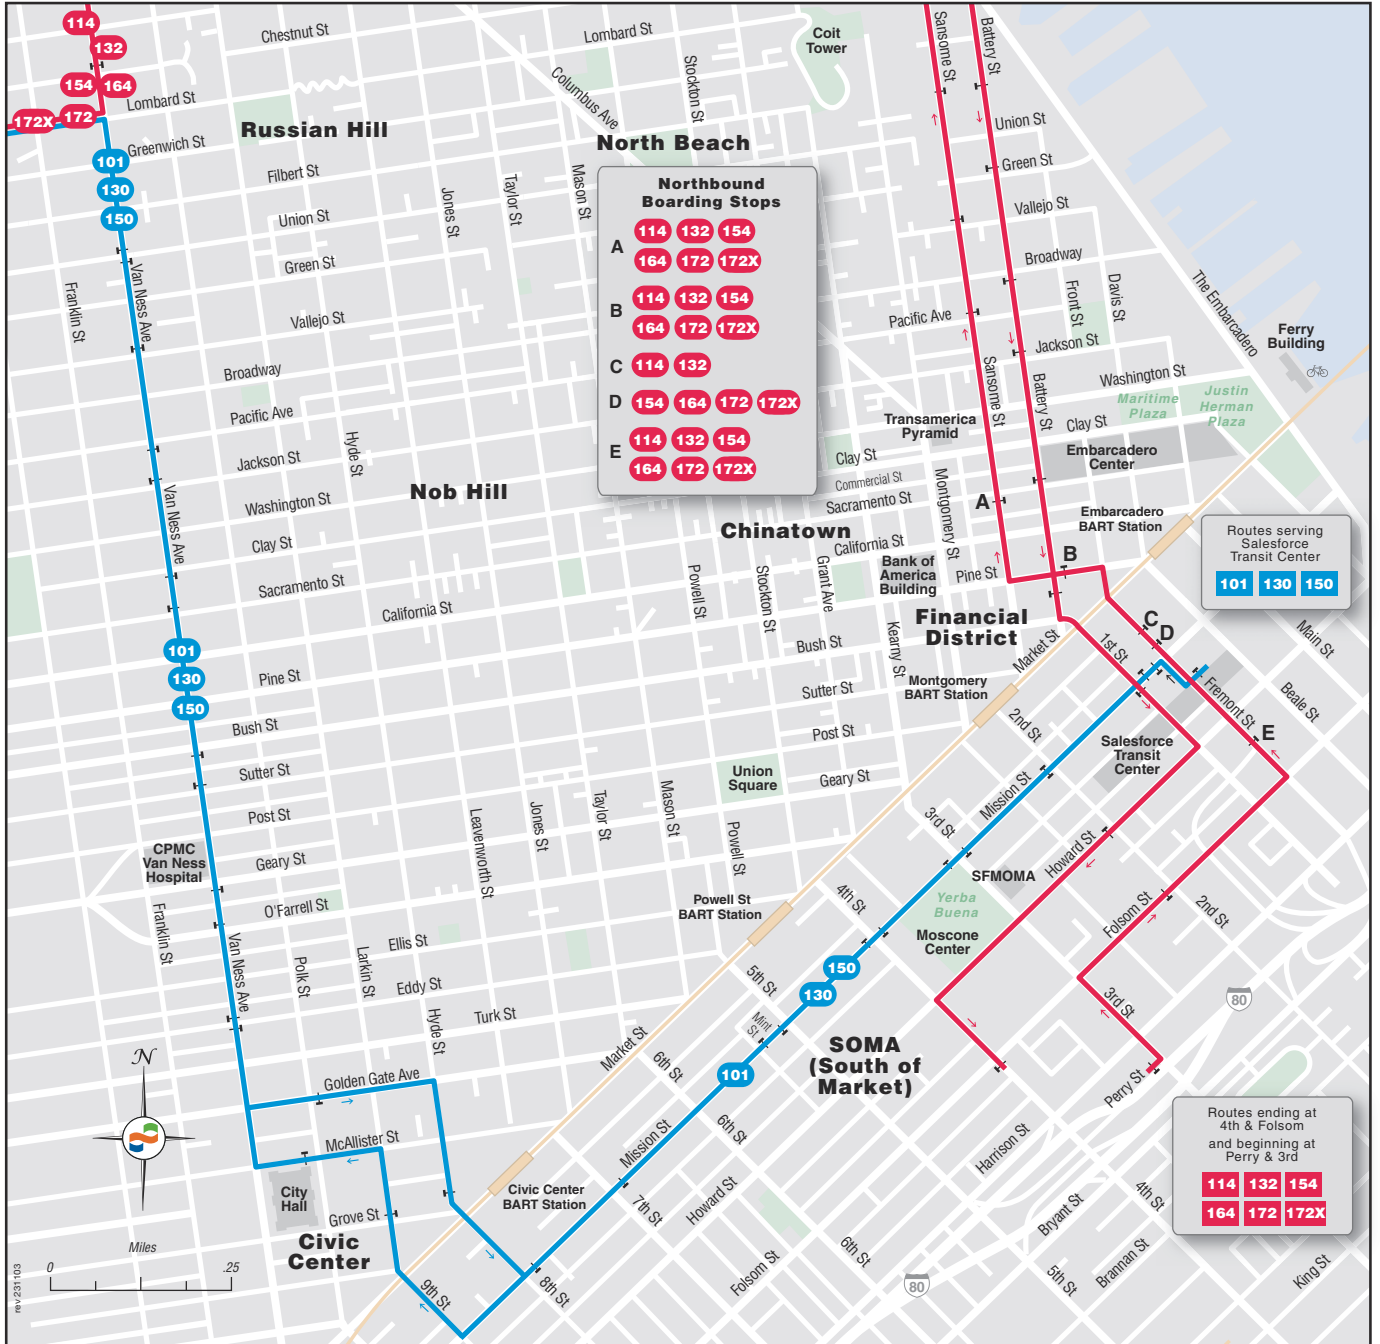 114
132
154
164
172X
172
101
130
150
Chestnut St
Lombard St
Coit
Tower
Columbus Ave
Stockton St
Sansome St
Battery St
Lombard St
Greenwich St
Russian Hill
North Beach
Filbert St
Union St
Green St
Vallejo St
Broadway
Pacific Ave
Jackson St
Washington St
Clay St
Sacramento St
California St
Pine St
Bush St
Sutter St
Post St
Geary St
O'Farrell St
Ellis St
Eddy St
Turk St
Golden Gate Ave
McAllister St
Grove St
Franklin St
Van Ness Ave
Jones St
Taylor St
Mason St
Northbound
Boarding Stops
A
114 132 154
164 172 172X
B
114 132 154
164 172 172X
C
114 132
D
154 164 172 172X
E
114 132 154
164 172 172X
Union St
Green St
Vallejo St
Broadway
Front St
Davis St
The Embarcadero
Pacific Ave
Jackson St
Ferry
Building
Sansome St
Battery St
Washington St
Maritime
Plaza
Justin
Herman
Plaza
Transamerica
Pyramid
Clay St
Embarcadero
Center
Clay St
Commercial St
Sacramento St
Montgomery St
A
Embarcadero
BART Station
Hyde St
Nob Hill
Chinatown
Van Ness Ave
California St
Bank of
America
Building
Pine St
B
Routes serving
Salesforce
Transit Center
101 130 150
Powell St
Stockton St
Grant Ave
Kearny St
Financial
District
Market St
1st St
C
D
Main St
Bush St
Sutter St
Post St
Geary St
Montgomery
BART Station
2nd St
Fremont St
Beale St
E
Salesforce
Transit
Center
101
130
150
Union
Square
Mission St
3rd St
Howard St
SFMOMA
Yerba
Buena
Moscone
Center
Folsom St
2nd St
CPMC
Van Ness
Hospital
Leavenworth St
Jones St
Taylor St
Mason St
Powell St
Powell St
BART Station
4th St
Franklin St
Van Ness Ave
Polk St
Larkin St
Hyde St
5th St
Mint
St
150
130
101
3rd St
80
Market St
6th St
SOMA
(South of
Market)
Perry St
N
Routes ending at
4th & Folsom
and beginning at
Perry & 3rd
114 132 154
164 172 172X
6th St
Mission St
Harrison St
City
Hall
Civic Center
BART Station
7th St
Howard St
4th St
Bryant St
Civic
Center
6th St
Brannan St
Miles
0 .25
9th St
8th St
Folsom St
80
5th St
King St
rev.231103